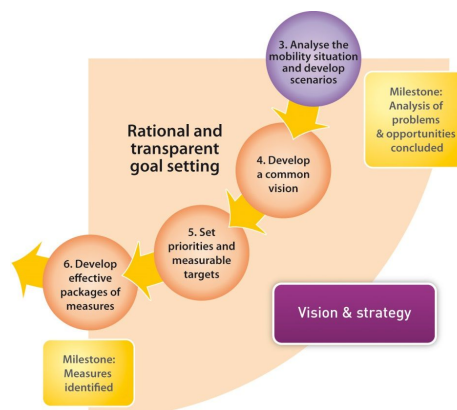 3. Analyse the
mobility situation
and develop
scenarios
Milestone:
Analysis of
problems
& opportunities
concluded
Rational and
transparent
goal setting
4. Develop
a common
vision
5. Set
priorities and
measurable
targets
6. Develop
effective
packages of
measures
Vision & strategy
Milestone:
Measures
identified